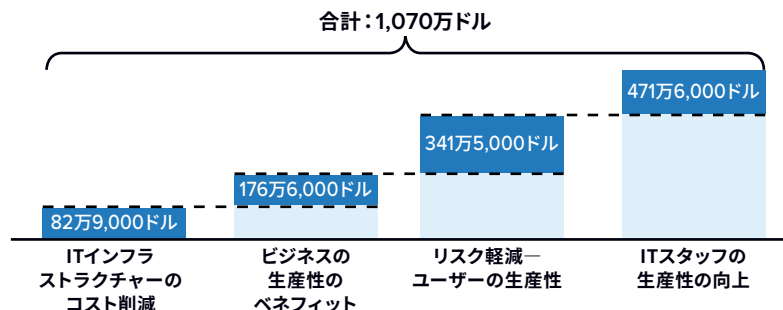 合計：1,070万ドル
82万9,000ドル
176万6,000ドル
341万5,000ドル
471万6,000ドル
ITインフラ
ストラクチャーの
コスト削減
ビジネスの
生産性の
ベネフィット
リスク軽減―
ユーザーの生産性
ITスタッフの
生産性の向上